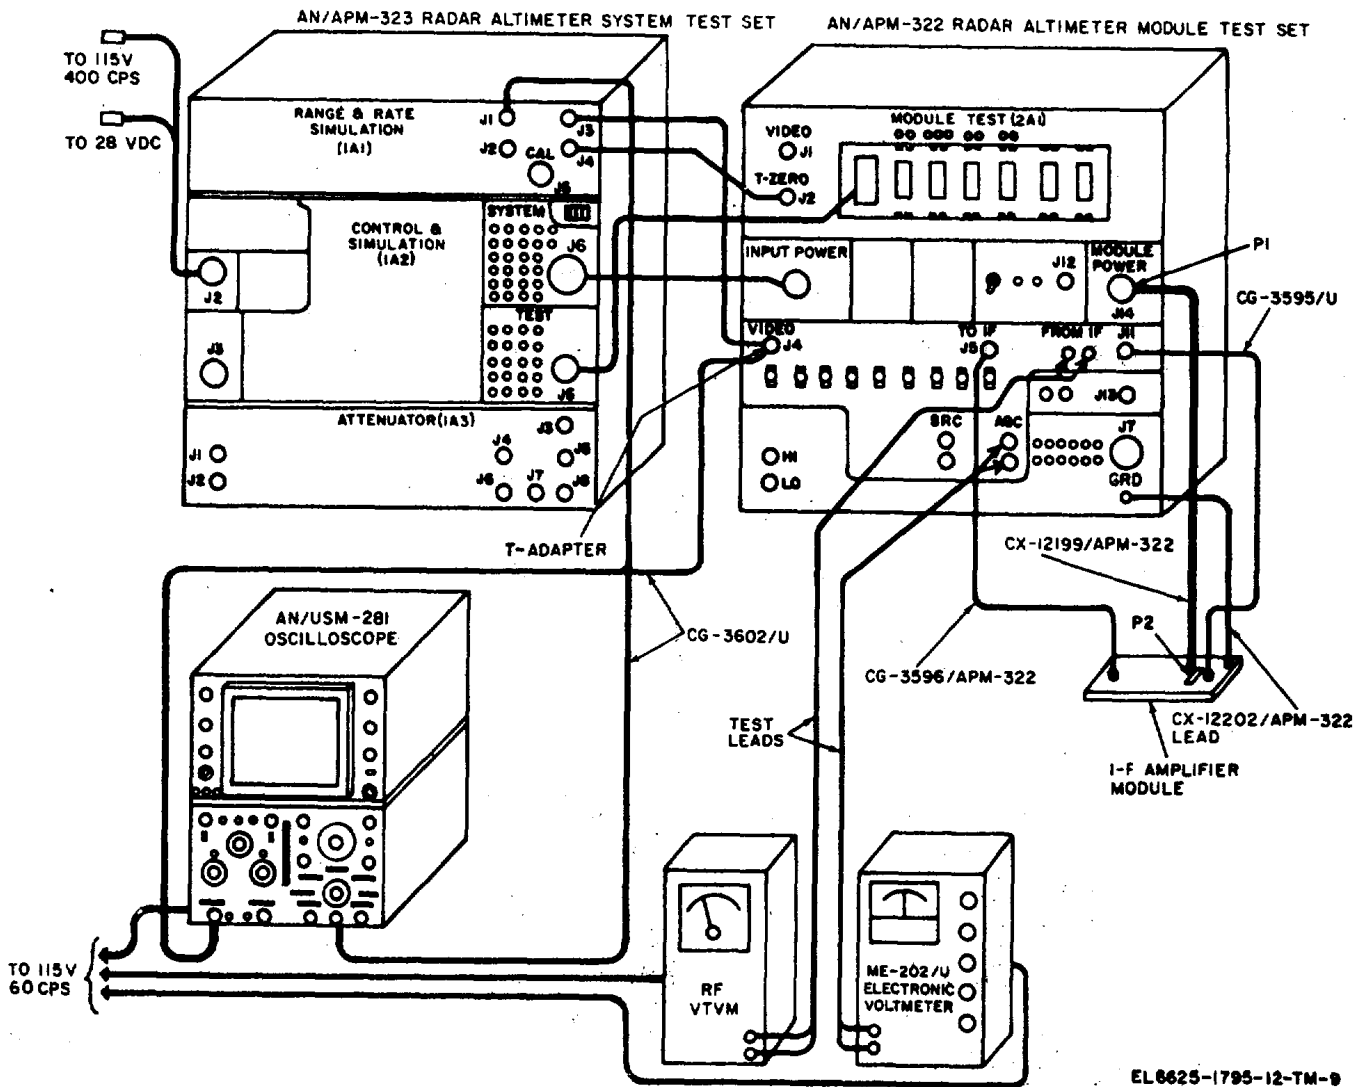 AN/APM-323 RADAR ALTIMETER SYSTEM TEST SET
AN/APM-322 RADAR ALTIMETER MODULE TEST SET
TO 115V
400 CPS
TO 28 VDC
RANGE & RATE
SIMULATION
(1A1)
J1
J2
J3
J4
CAL
J5
CONTROL &
SIMULATION
(1A2)
SYSTEM
J6
J2
J3
TEST
J5
ATTENUATOR(1A3)
J1
J2
J3
J4
J5
J6
J7
J8
MODULE TEST (2A1)
VIDEO
J1
T-ZERO
J2
INPUT POWER
J12
MODULE
POWER
J14
P1
CG-3595/U
VIDEO
J4
TO IF
J5
FROM IF
J11
J13
SRC
AGC
J7
HI
LO
GRD
T-ADAPTER
CX-12199/APM-322
P2
CG-3602/U
CG-3596/APM-322
CX-12202/APM-322
LEAD
I-F AMPLIFIER
MODULE
TEST
LEADS
AN/USM-281
OSCILLOSCOPE
TO 115V
60 CPS
RF
VTVM
ME-202/U
ELECTRONIC
VOLTMETER
EL6625-1795-12-TM-9